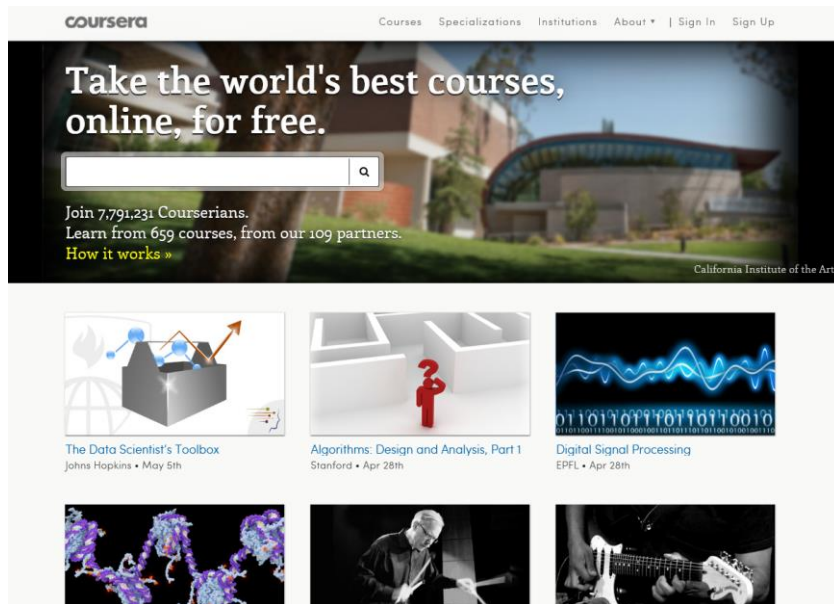 coursera
Courses Specializations Institutions About ▾ | Sign In Sign Up
Take the world's best courses,
online, for free.
Join 7,791,231 Courserians.
Learn from 659 courses, from our 109 partners.
How it works »
California Institute of the Art
The Data Scientist's Toolbox
Johns Hopkins • May 5th
Algorithms: Design and Analysis, Part 1
Stanford • Apr 28th
Digital Signal Processing
EPFL • Apr 28th